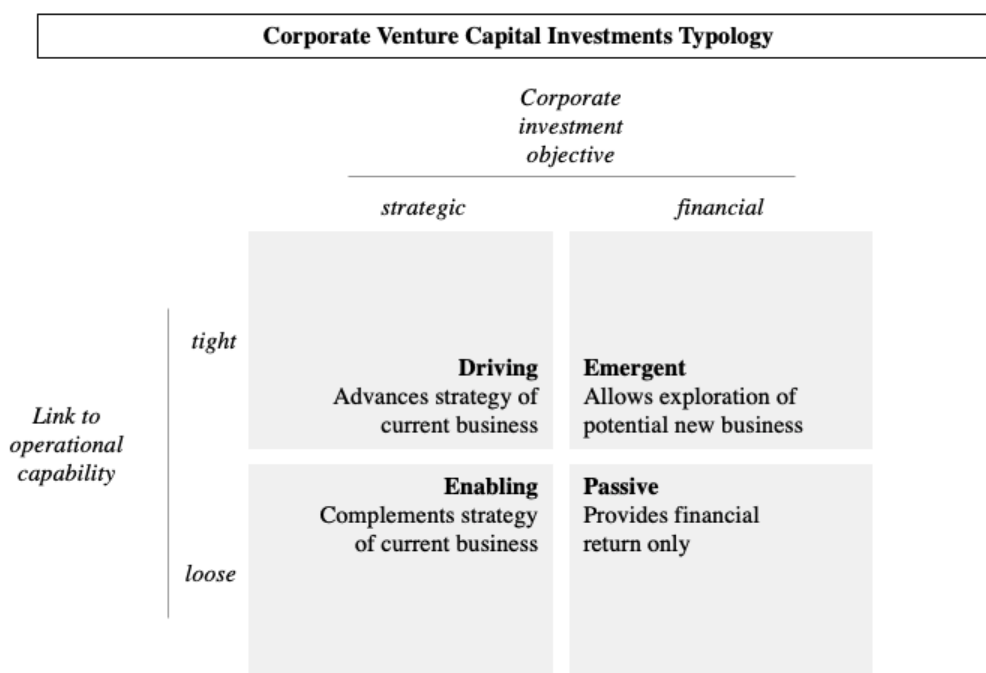 Corporate Venture Capital Investments Typology
Corporate
investment
objective
strategic
financial
tight
Driving
Advances strategy of
current business
Emergent
Allows exploration of
potential new business
Link to
operational
capability
Enabling
Complements strategy
of current business
Passive
Provides financial
return only
loose